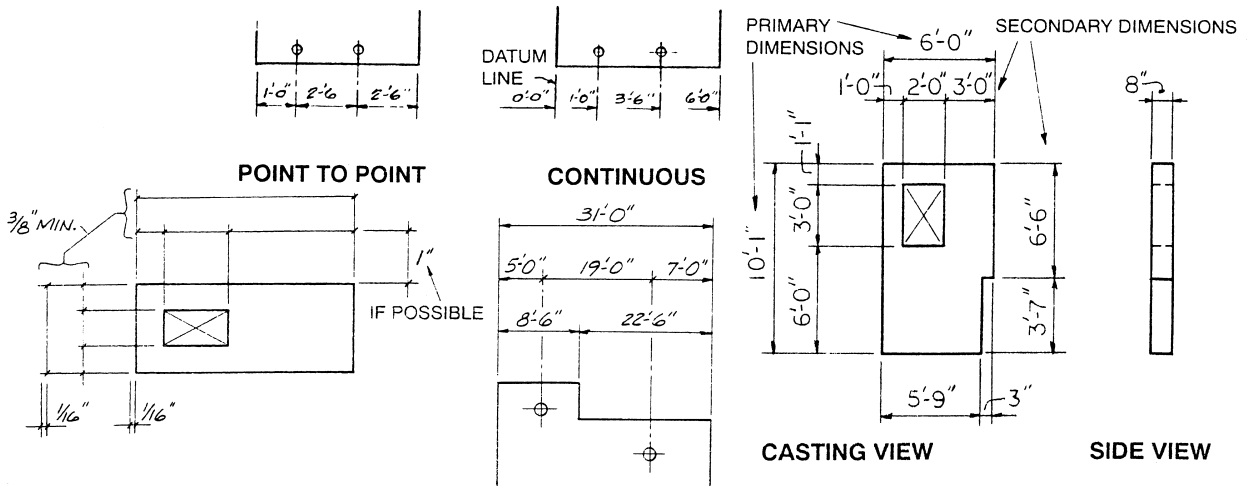 1'-0" 2'-6 2'-6"
POINT TO POINT
DATUM
LINE
0'-0" 1'-0" 3'-6" 6'-0"
CONTINUOUS
3/8" MIN.
1"
IF POSSIBLE
1/16" 1/16"
31'-0"
5'-0" 19'-0" 7'-0"
8'-6" 22'-6"
PRIMARY
DIMENSIONS
SECONDARY DIMENSIONS
6'-0"
1'-0" 2'-0" 3'-0"
8"
1'-1"
3'-0"
10'-1"
6'-0"
6'-6"
3'-7"
5'-9" 3"
CASTING VIEW
SIDE VIEW